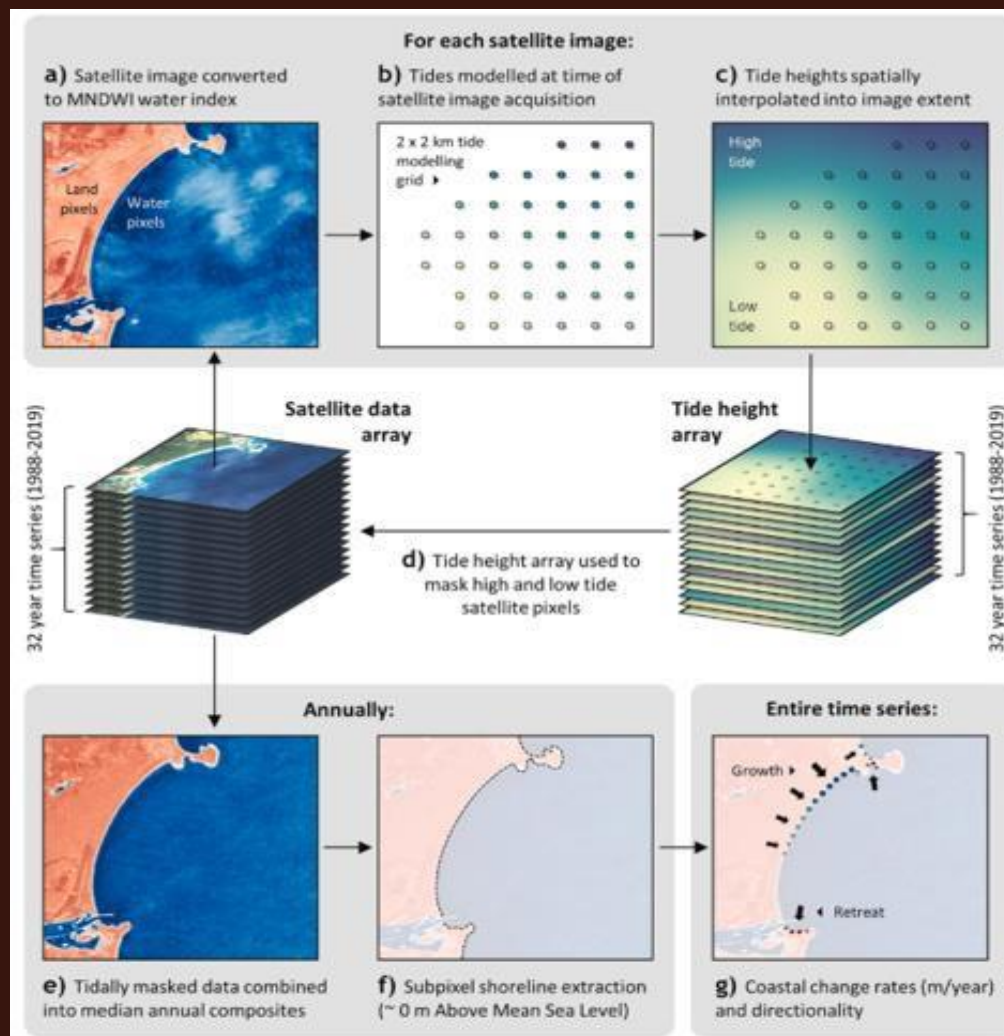 For each satellite image:
a) Satellite image converted
to MNDWI water index
b) Tides modelled at time of
satellite image acquisition
c) Tide heights spatially
interpolated into image extent
Land
pixels
Water
pixels
2 x 2 km tide
modelling
grid ▸
High
tide
Low
tide
32 year time series (1988-2019)
Satellite data
array
Tide height
array
32 year time series (1988-2019)
d) Tide height array used to
mask high and low tide
satellite pixels
Annually:
Entire time series:
Growth ▸
◂ Retreat
e) Tidally masked data combined
into median annual composites
f) Subpixel shoreline extraction
(~ 0 m Above Mean Sea Level)
g) Coastal change rates (m/year)
and directionality